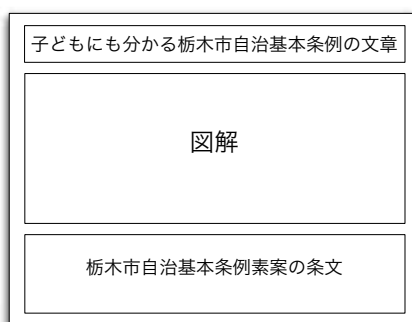 子どもにも分かる栃木市自治基本条例の文章
図解
栃木市自治基本条例素案の条文